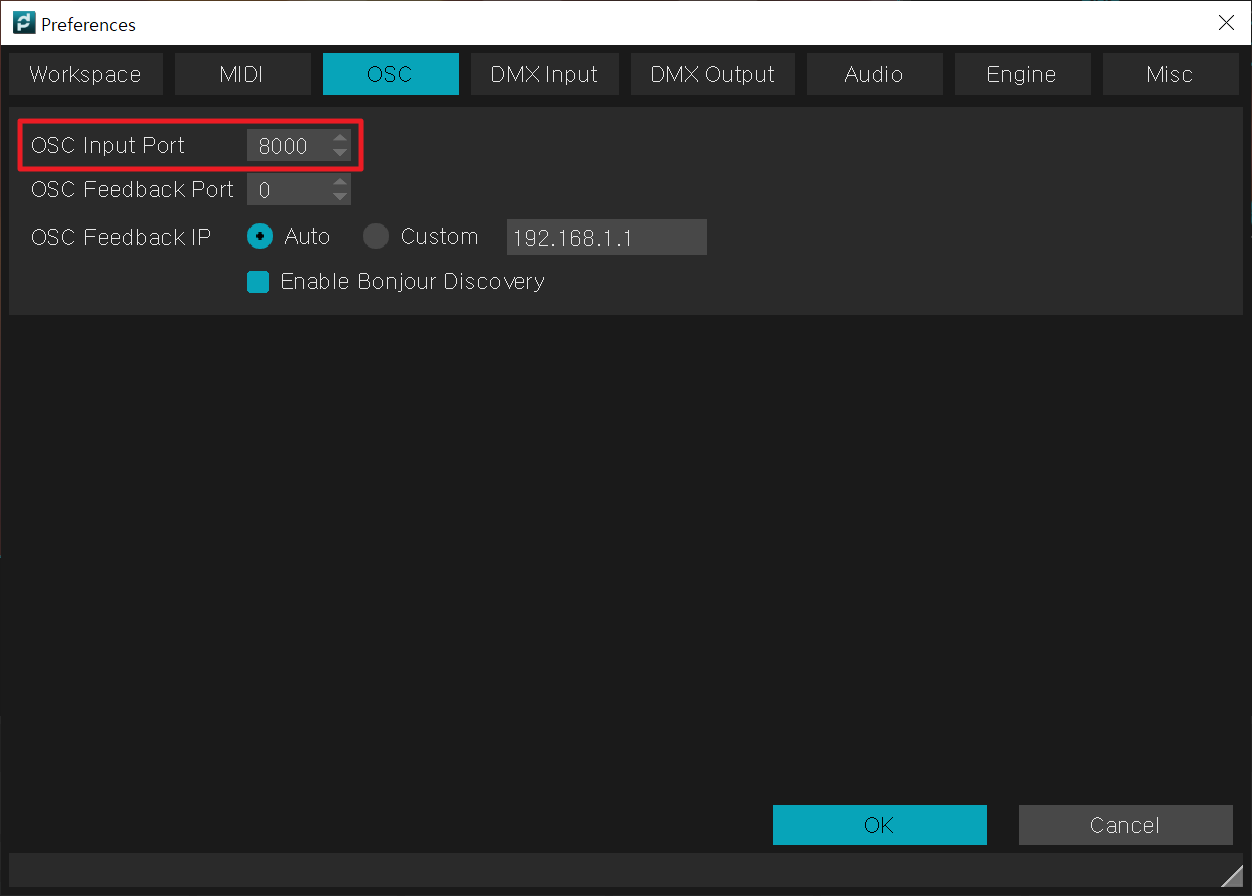 Preferences
Workspace MIDI OSC DMX Input DMX Output Audio Engine Misc
OSC Input Port 8000
OSC Feedback Port 0
OSC Feedback IP Auto Custom 192.168.1.1
Enable Bonjour Discovery
OK Cancel